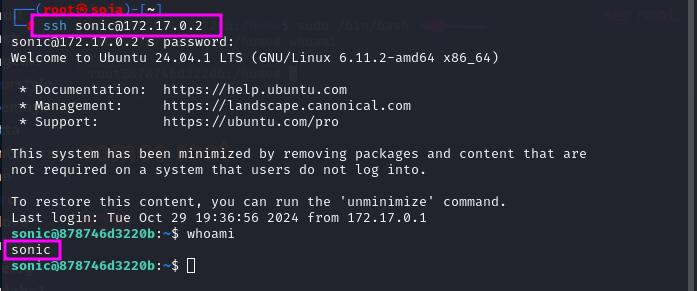 (root㉿soja)-[~]
ssh sonic@172.17.0.2
sonic@172.17.0.2's password:
Welcome to Ubuntu 24.04.1 LTS (GNU/Linux 6.11.2-amd64 x86_64)
* Documentation:  https://help.ubuntu.com
* Management:     https://landscape.canonical.com
* Support:        https://ubuntu.com/pro
This system has been minimized by removing packages and content that are
not required on a system that users do not log into.
To restore this content, you can run the 'unminimize' command.
Last login: Tue Oct 29 19:36:56 2024 from 172.17.0.1
sonic@878746d3220b:~$ whoami
sonic
sonic@878746d3220b:~$